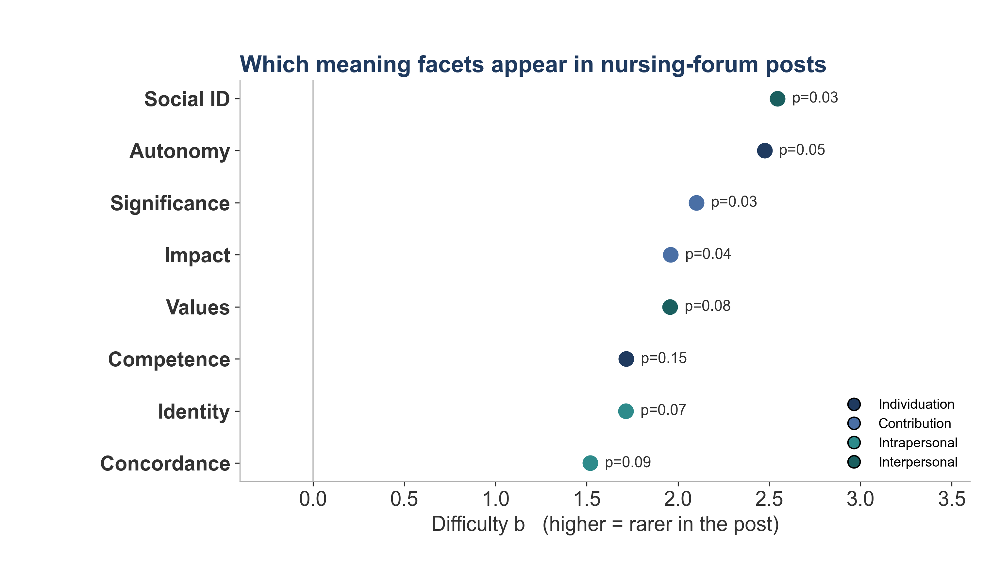 Which meaning facets appear in nursing-forum posts
Social ID
p=0.03
Autonomy
p=0.05
Significance
p=0.03
Impact
p=0.04
Values
p=0.08
Competence
p=0.15
Identity
p=0.07
Concordance
p=0.09
Individuation
Contribution
Intrapersonal
Interpersonal
0.0 0.5 1.0 1.5 2.0 2.5 3.0 3.5
Difficulty b (higher = rarer in the post)